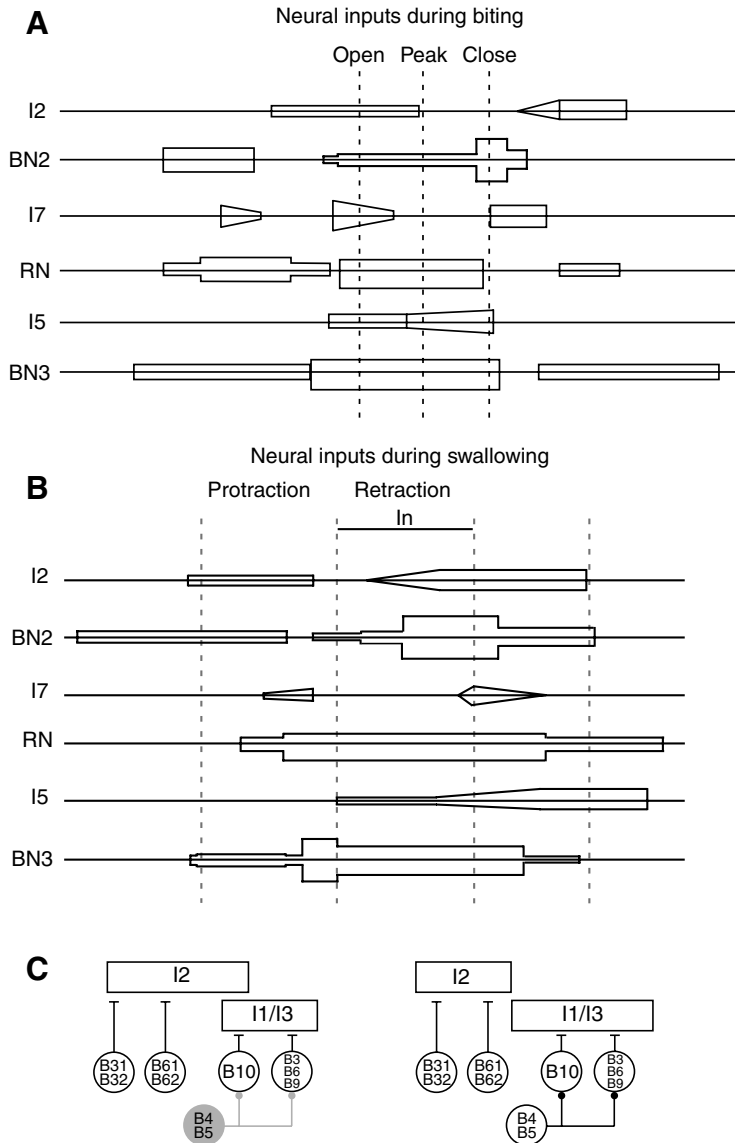 A
Neural inputs during biting
Open Peak Close
I2
BN2
I7
RN
I5
BN3
B
Neural inputs during swallowing
Protraction Retraction
In
I2
BN2
I7
RN
I5
BN3
C
I2 I2
I1/I3 I1/I3
B31 B61 B10 B3 B31 B61 B10 B3
B32 B62 B6 B32 B62 B6
B9 B9
B4 B4
B5 B5